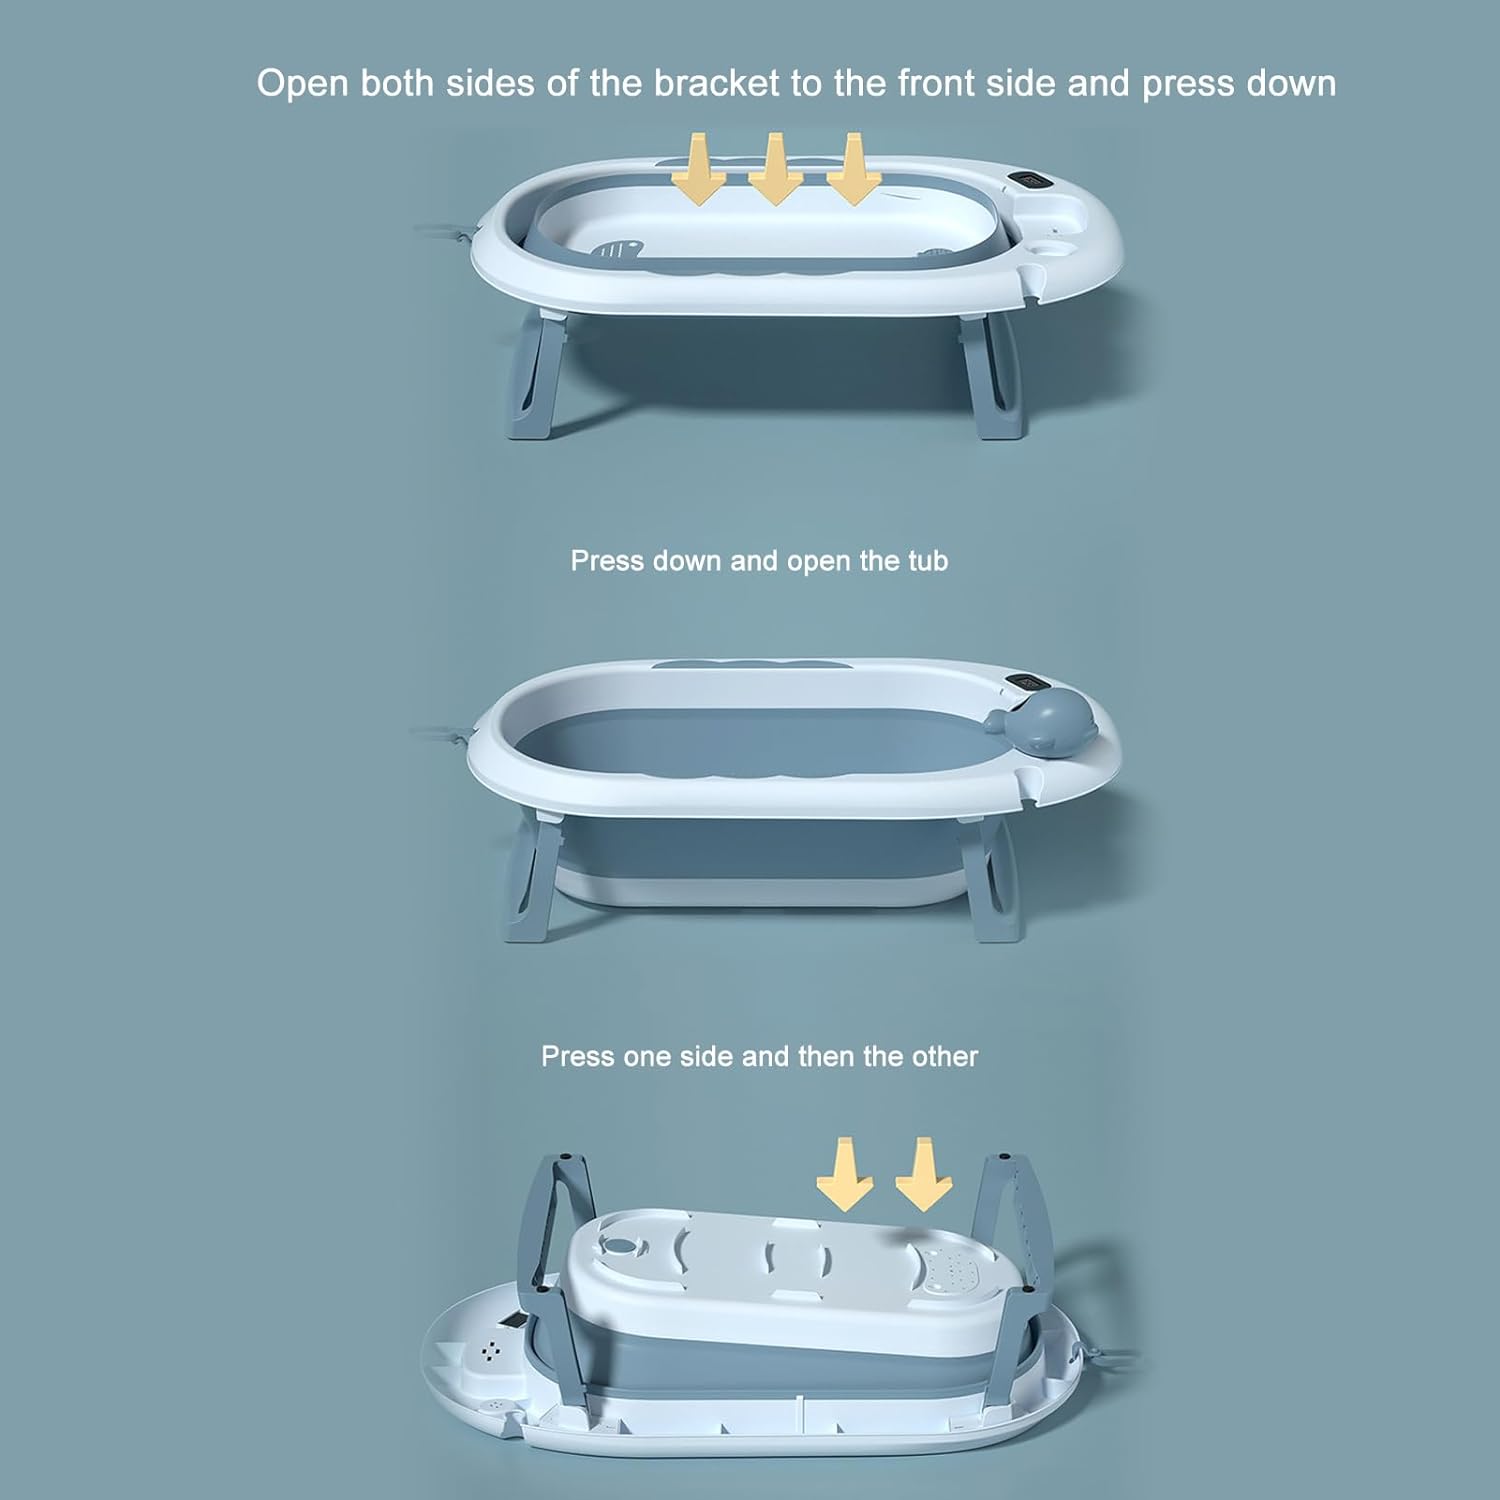 Open both sides of the bracket to the front side and press down
Press down and open the tub
Press one side and then the other